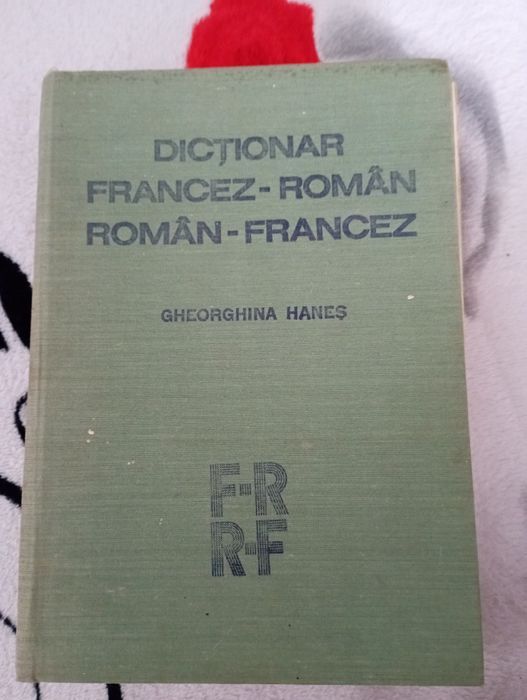 DICȚIONAR
FRANCEZ-ROMÂN
ROMÂN-FRANCEZ
GHEORGHINA HANEȘ
F-R
R-F